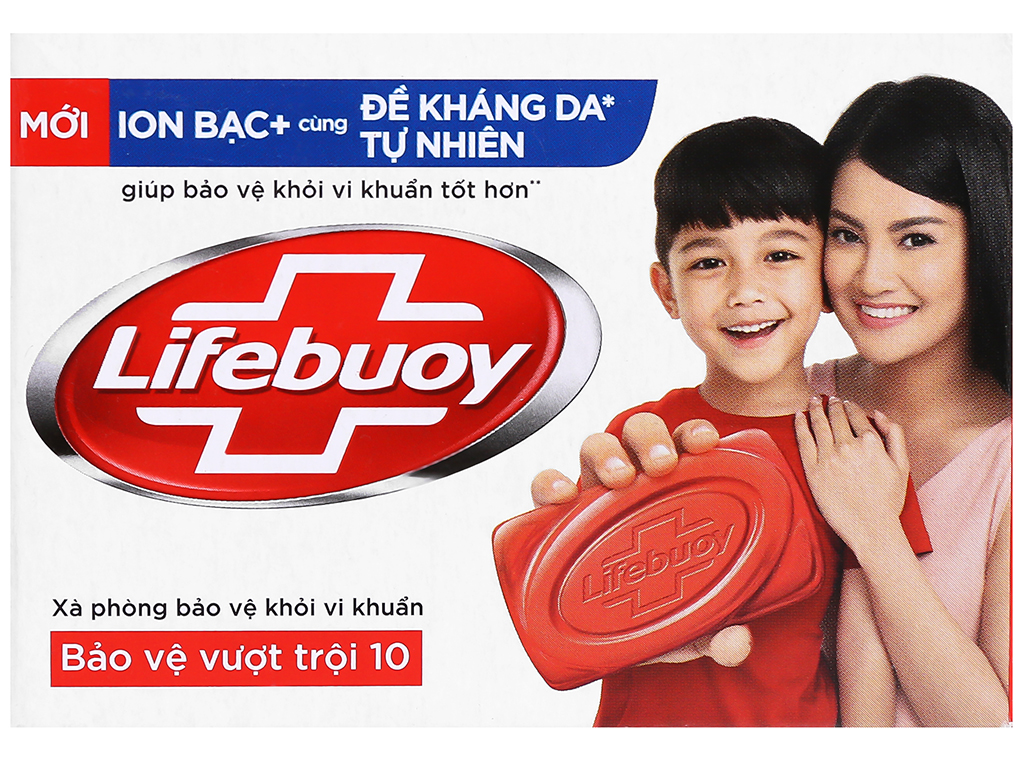 MỚI
ION BẠC+ cùng ĐỀ KHÁNG DA*
TỰ NHIÊN
giúp bảo vệ khỏi vi khuẩn tốt hơn**
Lifebuoy
Lifebuoy
Xà phòng bảo vệ khỏi vi khuẩn
Bảo vệ vượt trội 10